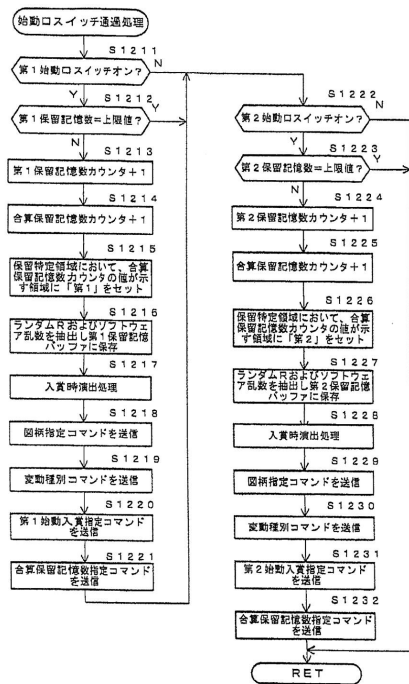 始動口スイッチ通過処理
S1211
第1始動口スイッチオン?
N
Y
S1212
第1保留記憶数=上限値?
Y
N
S1213
第1保留記憶数カウンタ+1
S1214
合算保留記憶数カウンタ+1
S1215
保留特定領域において、合算
保留記憶数カウンタの値が示
す領域に「第1」をセット
S1216
ランダムRおよびソフトウェ
ア乱数を抽出し第1保留記憶
バッファに保存
S1217
入賞時演出処理
S1218
図柄指定コマンドを送信
S1219
変動種別コマンドを送信
S1220
第1始動入賞指定コマンド
を送信
S1221
合算保留記憶数指定コマンド
を送信
S1222
第2始動口スイッチオン?
N
Y
S1223
第2保留記憶数=上限値?
Y
N
S1224
第2保留記憶数カウンタ+1
S1225
合算保留記憶数カウンタ+1
S1226
保留特定領域において、合算
保留記憶数カウンタの値が示
す領域に「第2」をセット
S1227
ランダムRおよびソフトウェ
ア乱数を抽出し第2保留記憶
バッファに保存
S1228
入賞時演出処理
S1229
図柄指定コマンドを送信
S1230
変動種別コマンドを送信
S1231
第2始動入賞指定コマンド
を送信
S1232
合算保留記憶数指定コマンド
を送信
RET